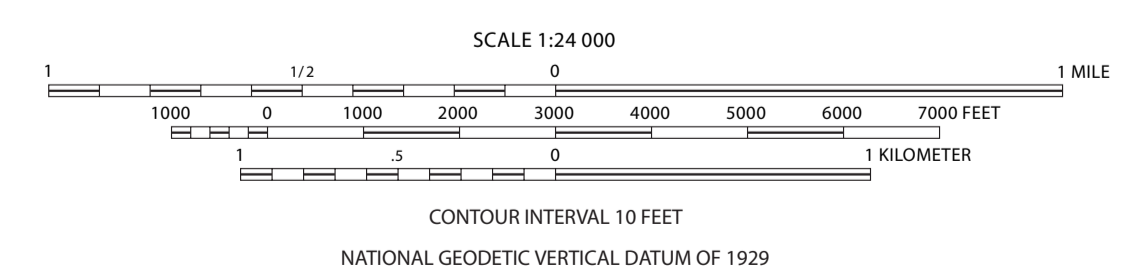 SCALE 1:24 000
1 1/2 0 1 MILE
1000 0 1000 2000 3000 4000 5000 6000 7000 FEET
1 .5 0 1 KILOMETER
CONTOUR INTERVAL 10 FEET
NATIONAL GEODETIC VERTICAL DATUM OF 1929